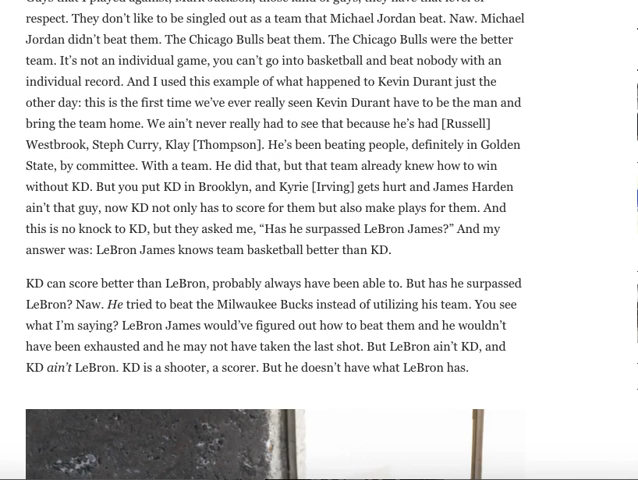 Guys that I played against, Mark Jackson, those kind of guys, they have that level of
respect. They don’t like to be singled out as a team that Michael Jordan beat. Naw. Michael
Jordan didn’t beat them. The Chicago Bulls beat them. The Chicago Bulls were the better
team. It’s not an individual game, you can’t go into basketball and beat nobody with an
individual record. And I used this example of what happened to Kevin Durant just the
other day: this is the first time we’ve ever really seen Kevin Durant have to be the man and
bring the team home. We ain’t never really had to see that because he’s had [Russell]
Westbrook, Steph Curry, Klay [Thompson]. He’s been beating people, definitely in Golden
State, by committee. With a team. He did that, but that team already knew how to win
without KD. But you put KD in Brooklyn, and Kyrie [Irving] gets hurt and James Harden
ain’t that guy, now KD not only has to score for them but also make plays for them. And
this is no knock to KD, but they asked me, “Has he surpassed LeBron James?” And my
answer was: LeBron James knows team basketball better than KD.
KD can score better than LeBron, probably always have been able to. But has he surpassed
LeBron? Naw. He tried to beat the Milwaukee Bucks instead of utilizing his team. You see
what I’m saying? LeBron James would’ve figured out how to beat them and he wouldn’t
have been exhausted and he may not have taken the last shot. But LeBron ain’t KD, and
KD ain’t LeBron. KD is a shooter, a scorer. But he doesn’t have what LeBron has.